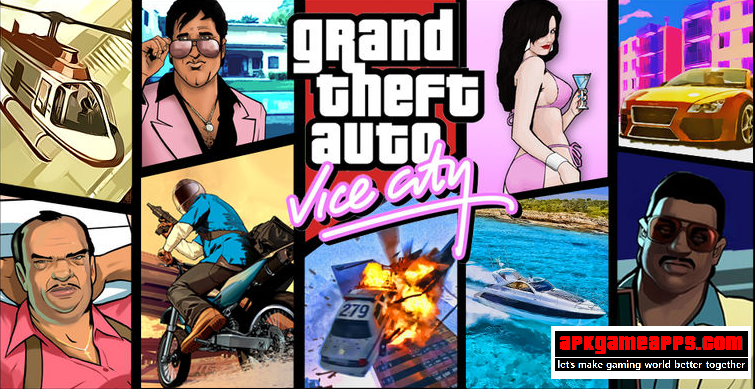 grand
theft
auto
Vice City
279
apkgameapps.com
let's make gaming world better together